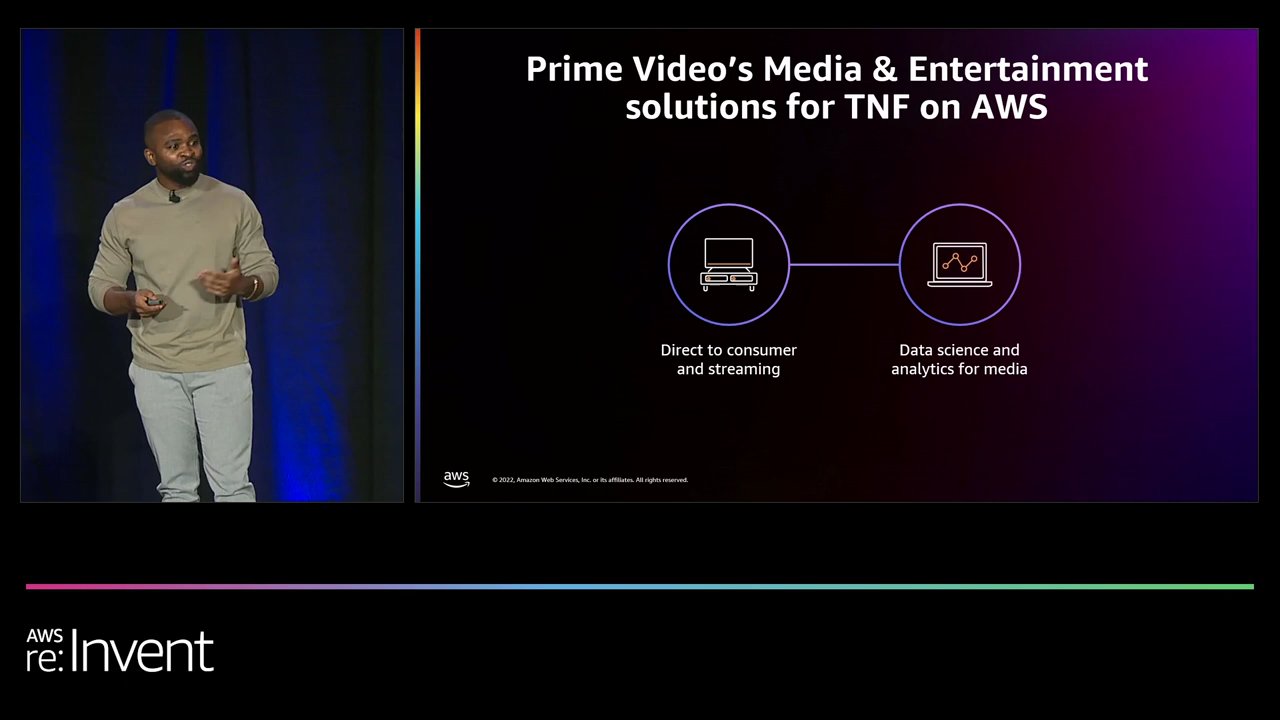 Prime Video’s Media & Entertainment
solutions for TNF on AWS
Direct to consumer
and streaming
Data science and
analytics for media
aws
© 2022, Amazon Web Services, Inc. or its affiliates. All rights reserved.
AWS
re:Invent